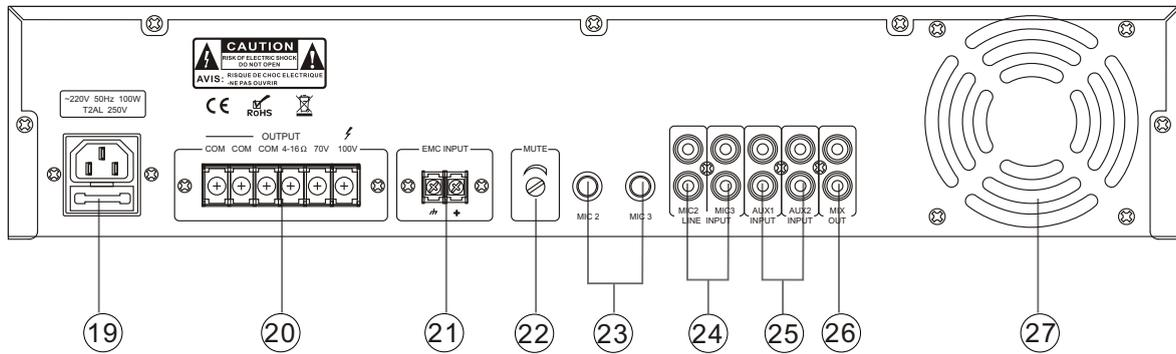 CAUTION
RISK OF ELECTRIC SHOCK
DO NOT OPEN
AVIS: RISQUE DE CHOC ELECTRIQUE
-NE PAS OUVRIR
~220V 50Hz 100W
T2AL 250V
CE
RoHS
OUTPUT
COM COM COM 4-16Ω 70V 100V
EMC INPUT
+
MUTE
MIC 2
MIC 3
MIC2 MIC3
LINE INPUT
AUX1
INPUT
AUX2
INPUT
MIX
OUT
19 20 21 22 23 24 25 26 27